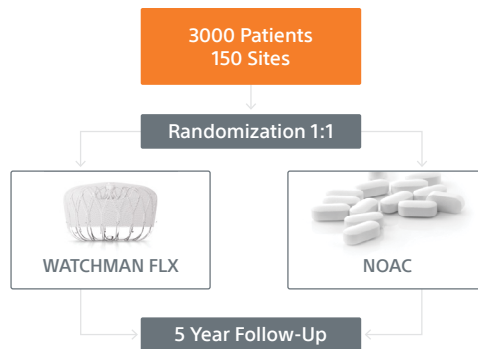 3000 Patients
150 Sites
Randomization 1:1
WATCHMAN FLX
NOAC
5 Year Follow-Up